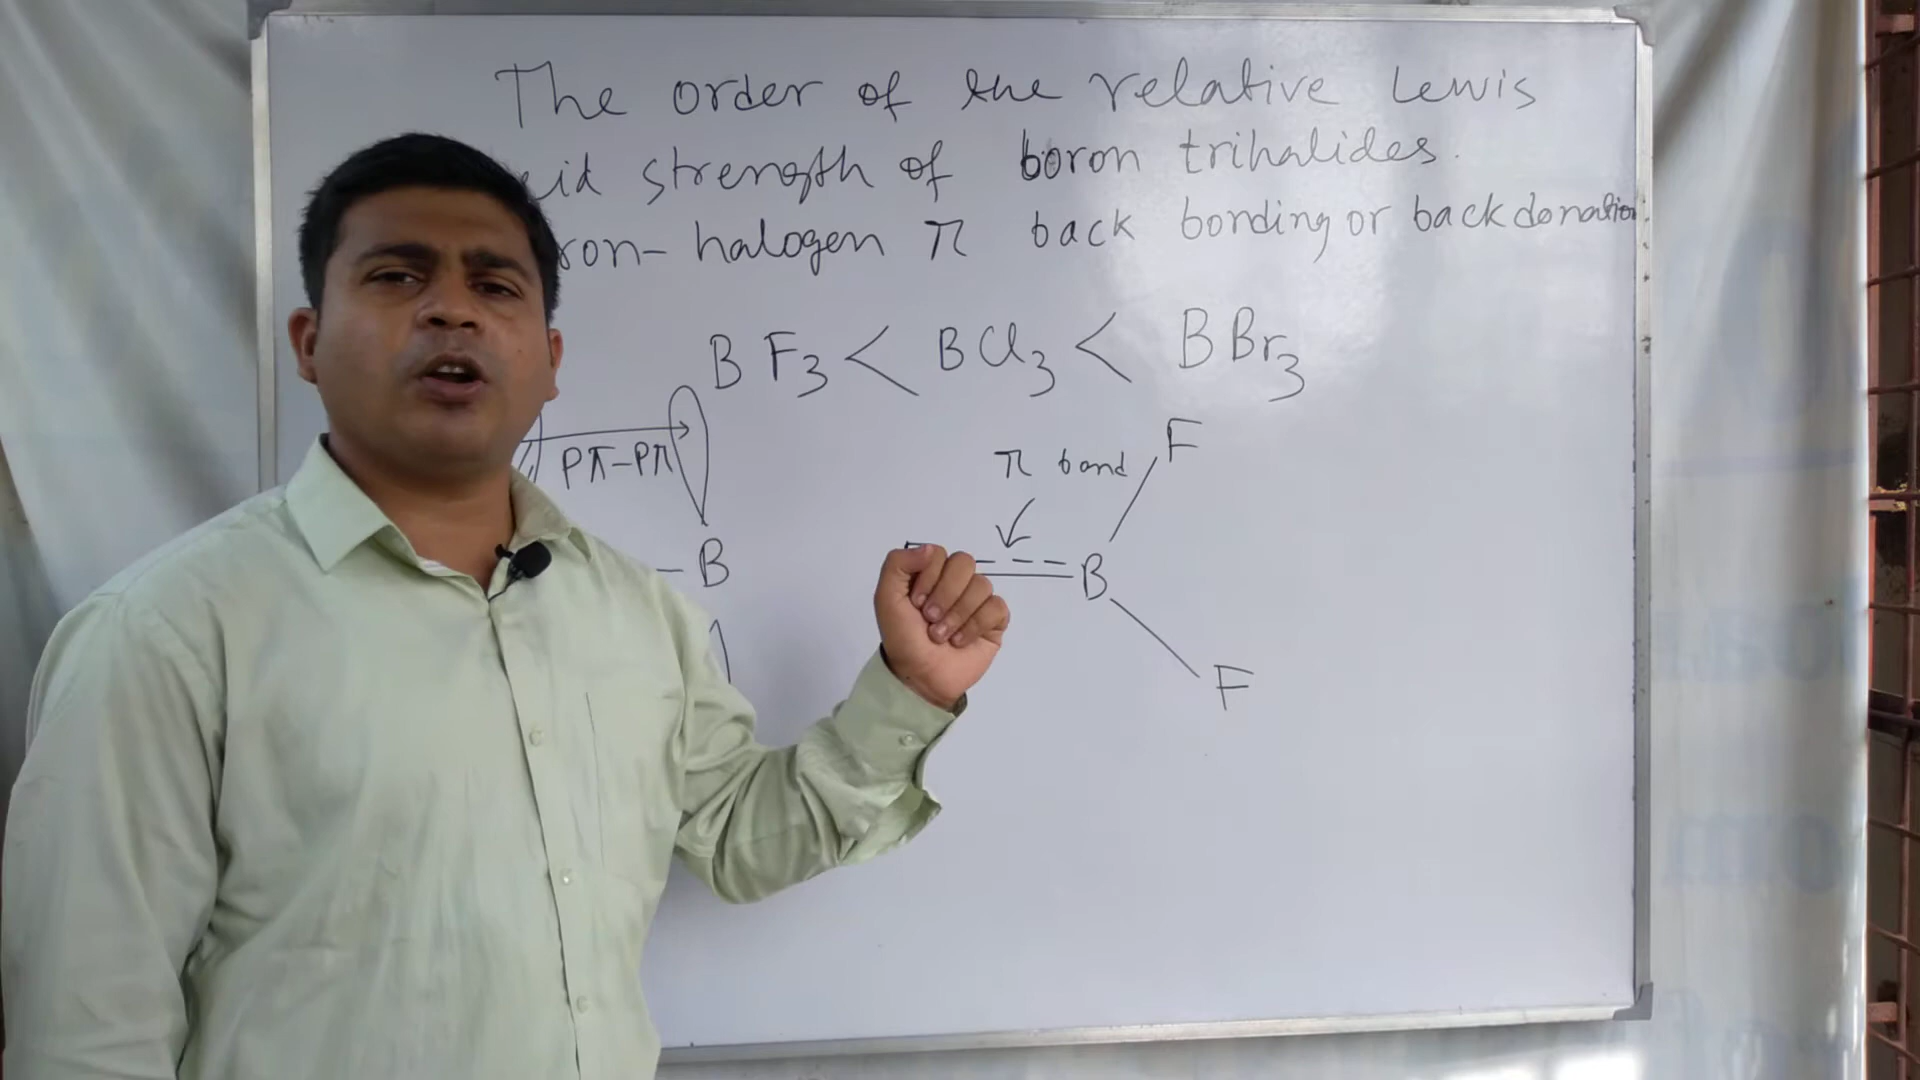 The order of the relative Lewis
strength of boron trihalides.
halogen π back bonding or back donation.
BF₃ < BCl₃ < BBr₃
F
Pπ-Pπ
π bond
-B
B
F